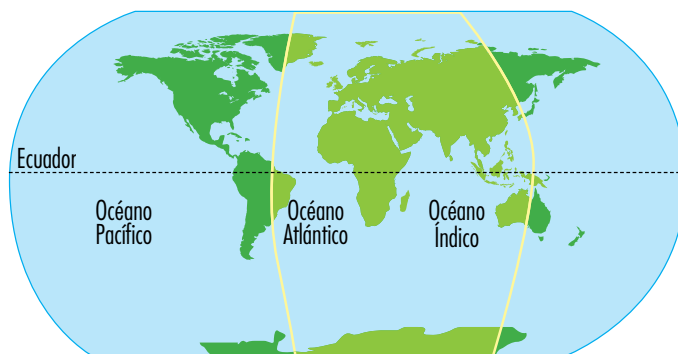 Ecuador
Océano
Pacífico
Océano
Atlántico
Océano
Índico